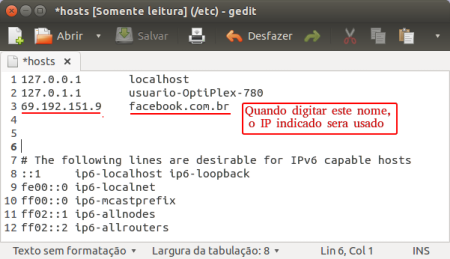 *hosts [Somente leitura] (/etc) - gedit
Abrir Salvar Desfazer
*hosts ×
1 127.0.0.1 localhost
2 127.0.1.1 usuario-OptiPlex-780
3 69.192.151.9 facebook.com.br
Quando digitar este nome,
o IP indicado sera usado
4
5
6
7 # The following lines are desirable for IPv6 capable hosts
8 ::1 ip6-localhost ip6-loopback
9 fe00::0 ip6-localnet
10 ff00::0 ip6-mcastprefix
11 ff02::1 ip6-allnodes
12 ff02::2 ip6-allrouters
Texto sem formatação Largura da tabulação: 8 Lin 6, Col 1 INS